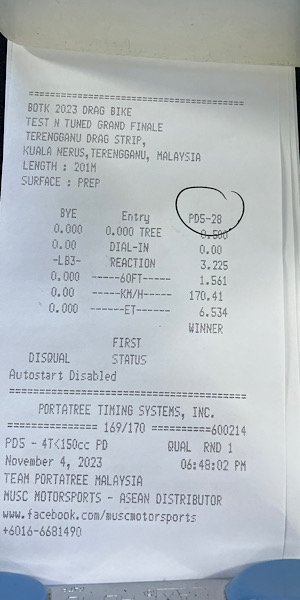 ========================================
BOTK 2023 DRAG BIKE
TEST N TUNED GRAND FINALE
TERENGGANU DRAG STRIP,
KUALA NERUS,TERENGGANU, MALAYSIA
LENGTH : 201M
SURFACE : PREP
BYE Entry PD5-28
0.000 0.000 TREE 0.500
0.00 DIAL-IN 0.00
-LB3- REACTION 3.225
0.000 ------60FT------ 1.561
0.00 ------KM/H------ 170.41
0.000 -------ET------- 6.534
WINNER
FIRST
DISQUAL STATUS
Autostart Disabled
========================================
PORTATREE TIMING SYSTEMS, INC.
================ 169/170 ==========600214
PD5 - 4T<150cc PD QUAL RND 1
November 4, 2023 06:48:02 PM
TEAM PORTATREE MALAYSIA
MUSC MOTORSPORTS - ASEAN DISTRIBUTOR
www.facebook.com/muscmotorsports
+6016-6681490